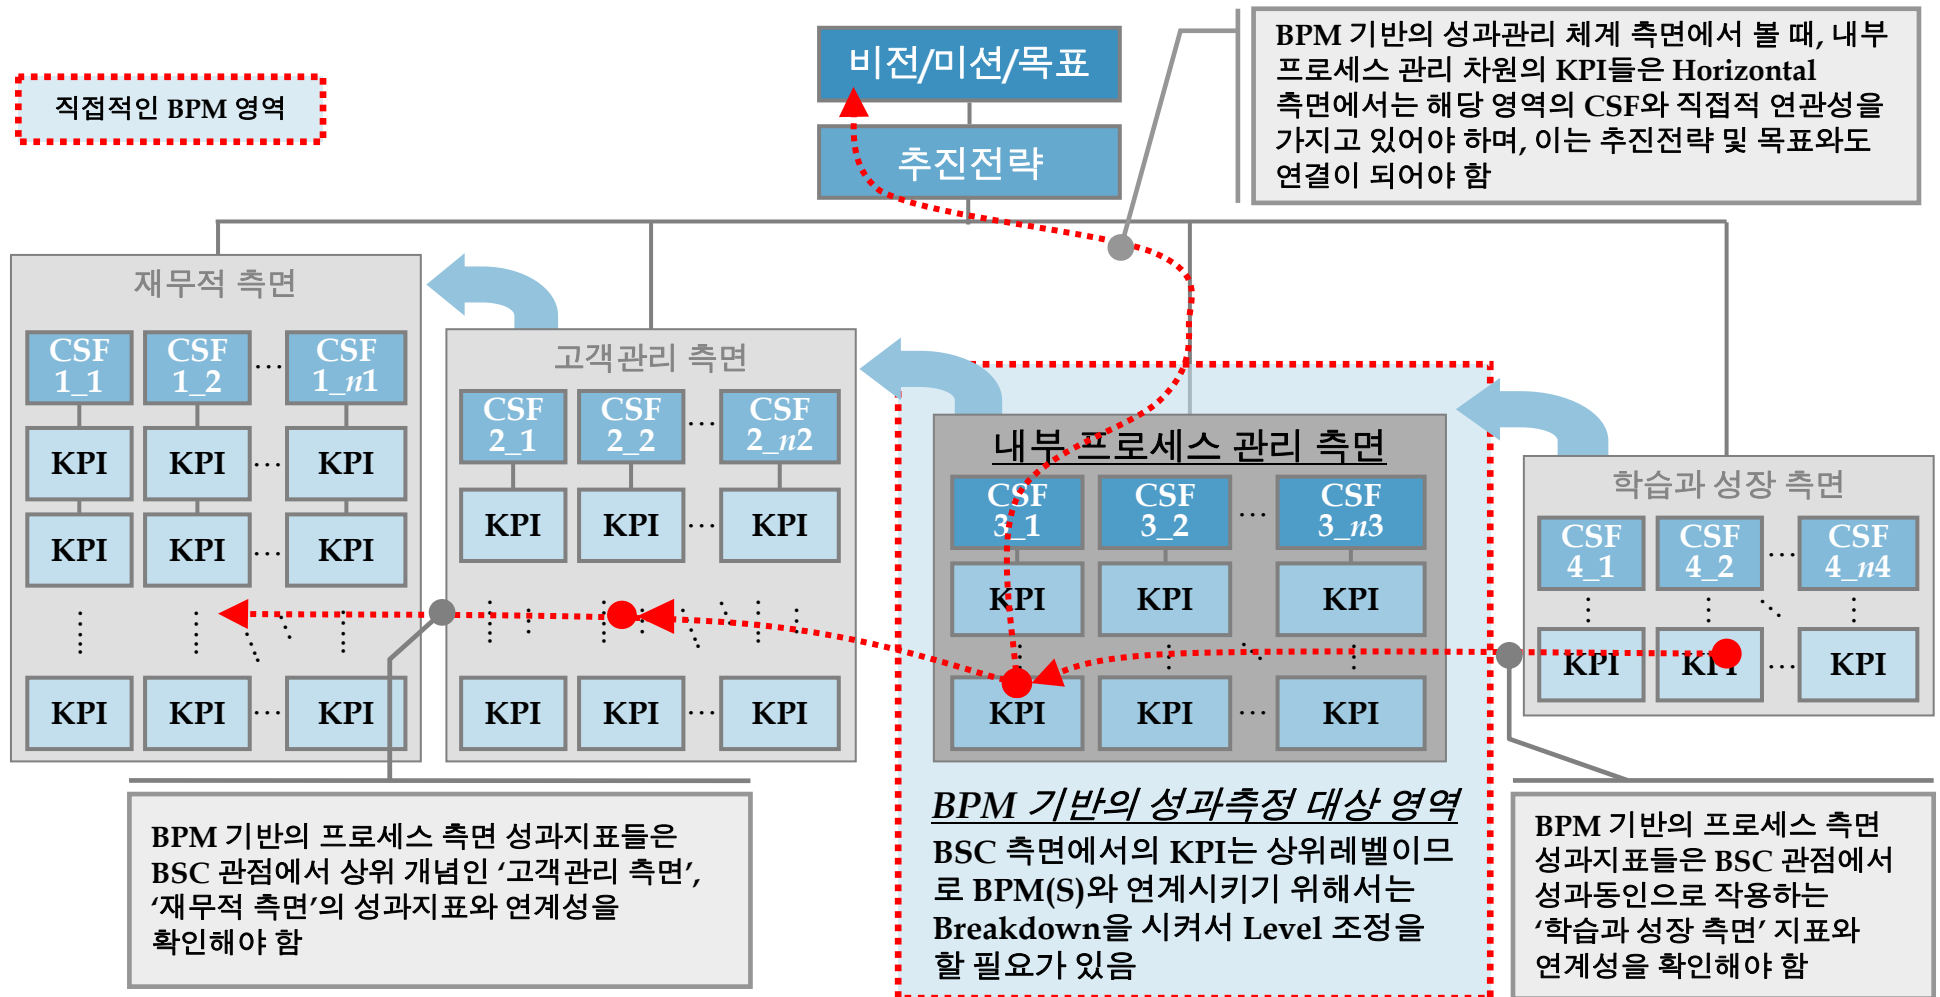 비전/미션/목표
추진전략
직접적인 BPM 영역
BPM 기반의 성과관리 체계 측면에서 볼 때, 내부
프로세스 관리 차원의 KPI들은 Horizontal
측면에서는 해당 영역의 CSF와 직접적 연관성을
가지고 있어야 하며, 이는 추진전략 및 목표와도
연결이 되어야 함
재무적 측면
CSF 1_1
CSF 1_2
...
CSF 1_n1
KPI
KPI
...
KPI
KPI
KPI
...
KPI
KPI
KPI
...
KPI
고객관리 측면
CSF 2_1
CSF 2_2
...
CSF 2_n2
KPI
KPI
...
KPI
KPI
KPI
...
KPI
내부 프로세스 관리 측면
CSF 3_1
CSF 3_2
...
CSF 3_n3
KPI
KPI
KPI
KPI
KPI
...
KPI
학습과 성장 측면
CSF 4_1
CSF 4_2
...
CSF 4_n4
KPI
KPI
...
KPI
BPM 기반의 프로세스 측면 성과지표들은
BSC 관점에서 상위 개념인 ‘고객관리 측면’,
‘재무적 측면’의 성과지표와 연계성을
확인해야 함
BPM 기반의 성과측정 대상 영역
BSC 측면에서의 KPI는 상위레벨이므
로 BPM(S)와 연계시키기 위해서는
Breakdown을 시켜서 Level 조정을
할 필요가 있음
BPM 기반의 프로세스 측면
성과지표들은 BSC 관점에서
성과동인으로 작용하는
‘학습과 성장 측면’ 지표와
연계성을 확인해야 함